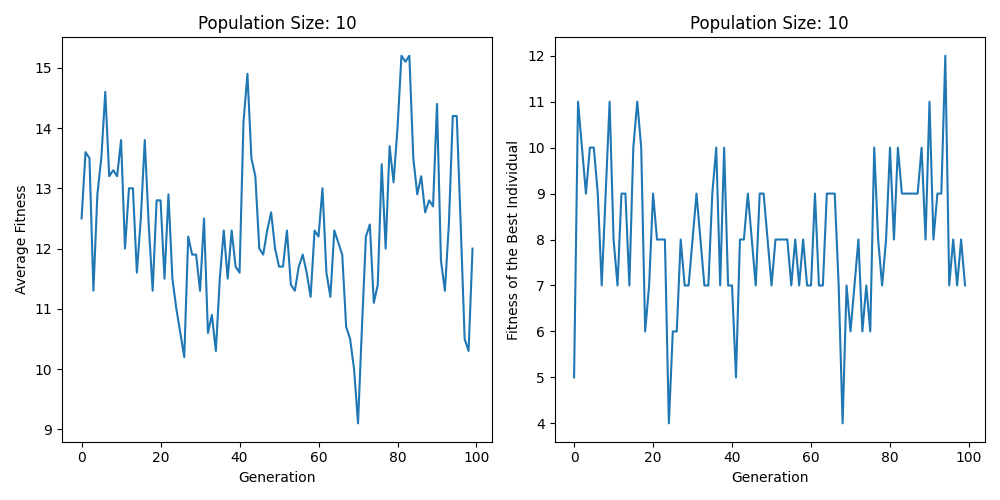 Population Size: 10
Average Fitness
15
14
13
12
11
10
9
0 20 40 60 80 100
Generation
Population Size: 10
Fitness of the Best Individual
12
11
10
9
8
7
6
5
4
0 20 40 60 80 100
Generation